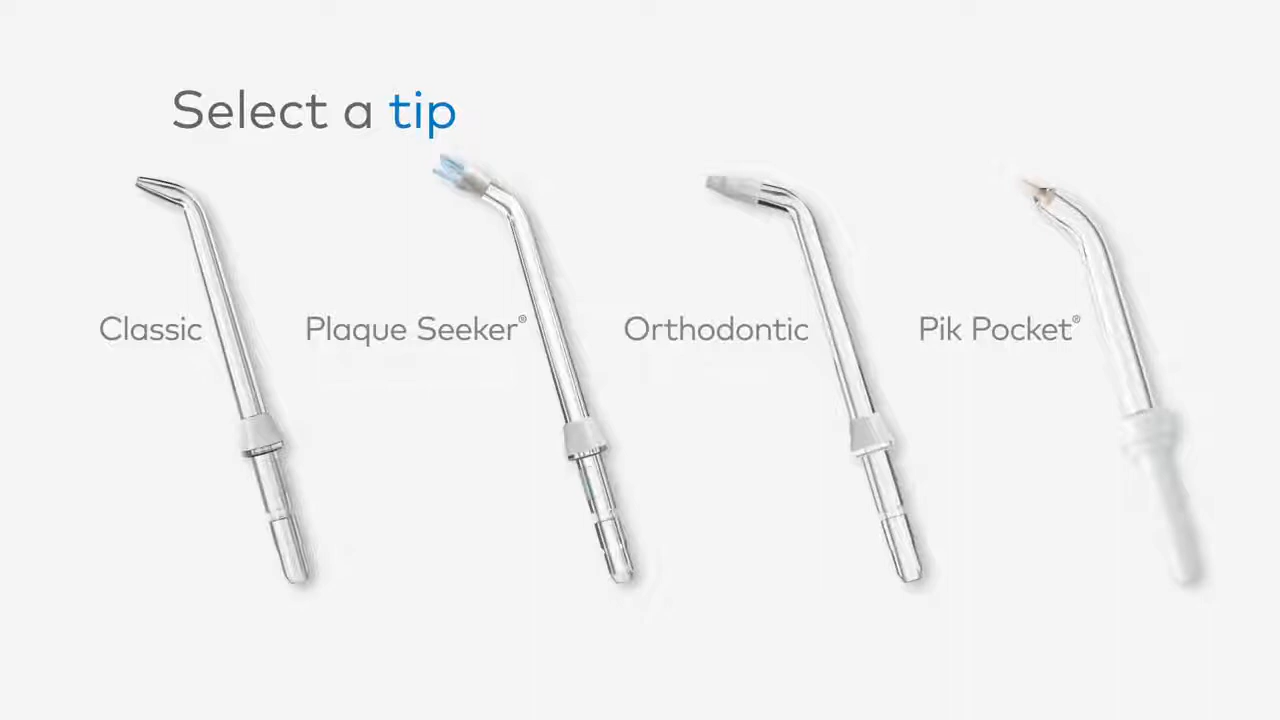 Select a tip
Classic
Plaque Seeker®
Orthodontic
Pik Pocket®